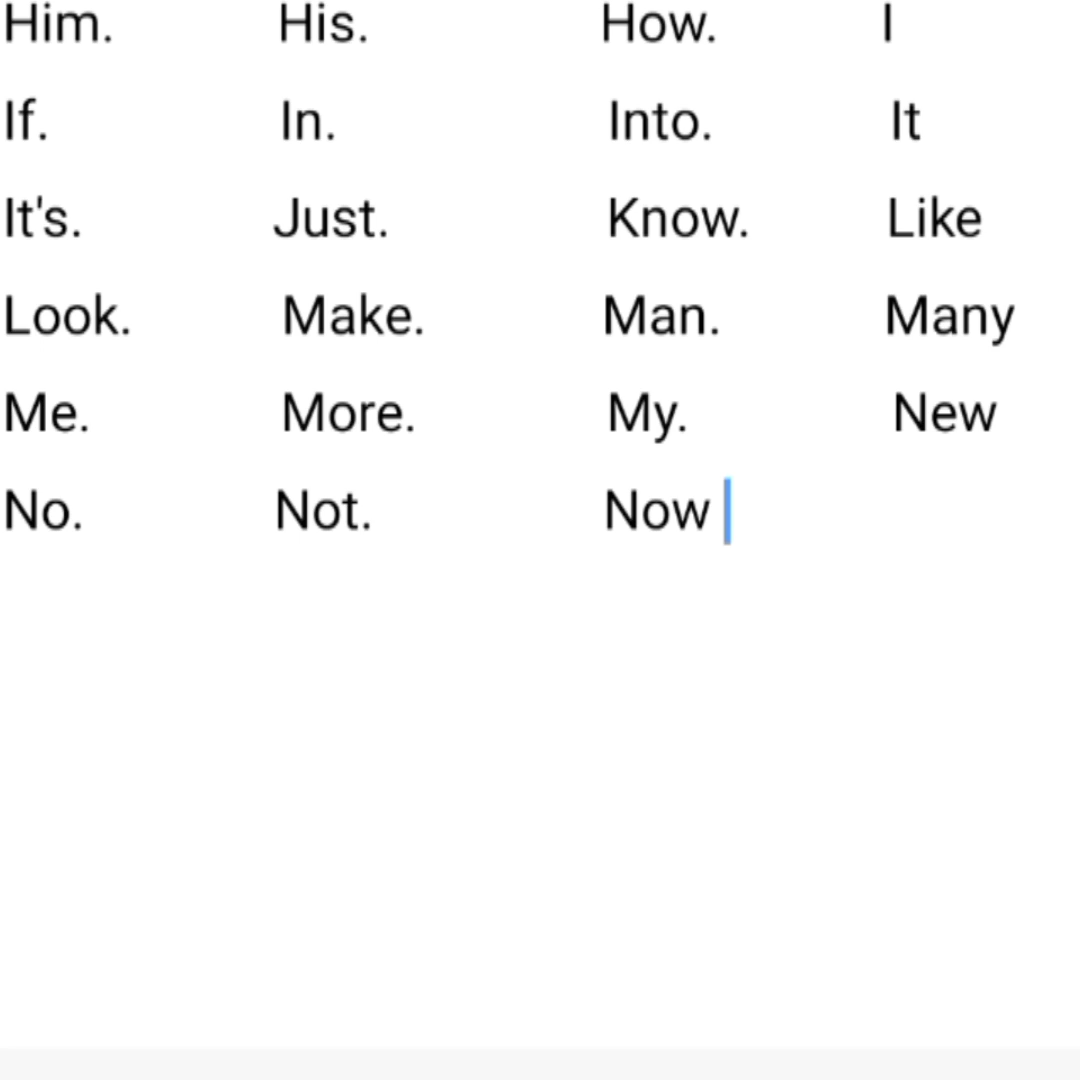 Him. His. How. I
If. In. Into. It
It's. Just. Know. Like
Look. Make. Man. Many
Me. More. My. New
No. Not. Now